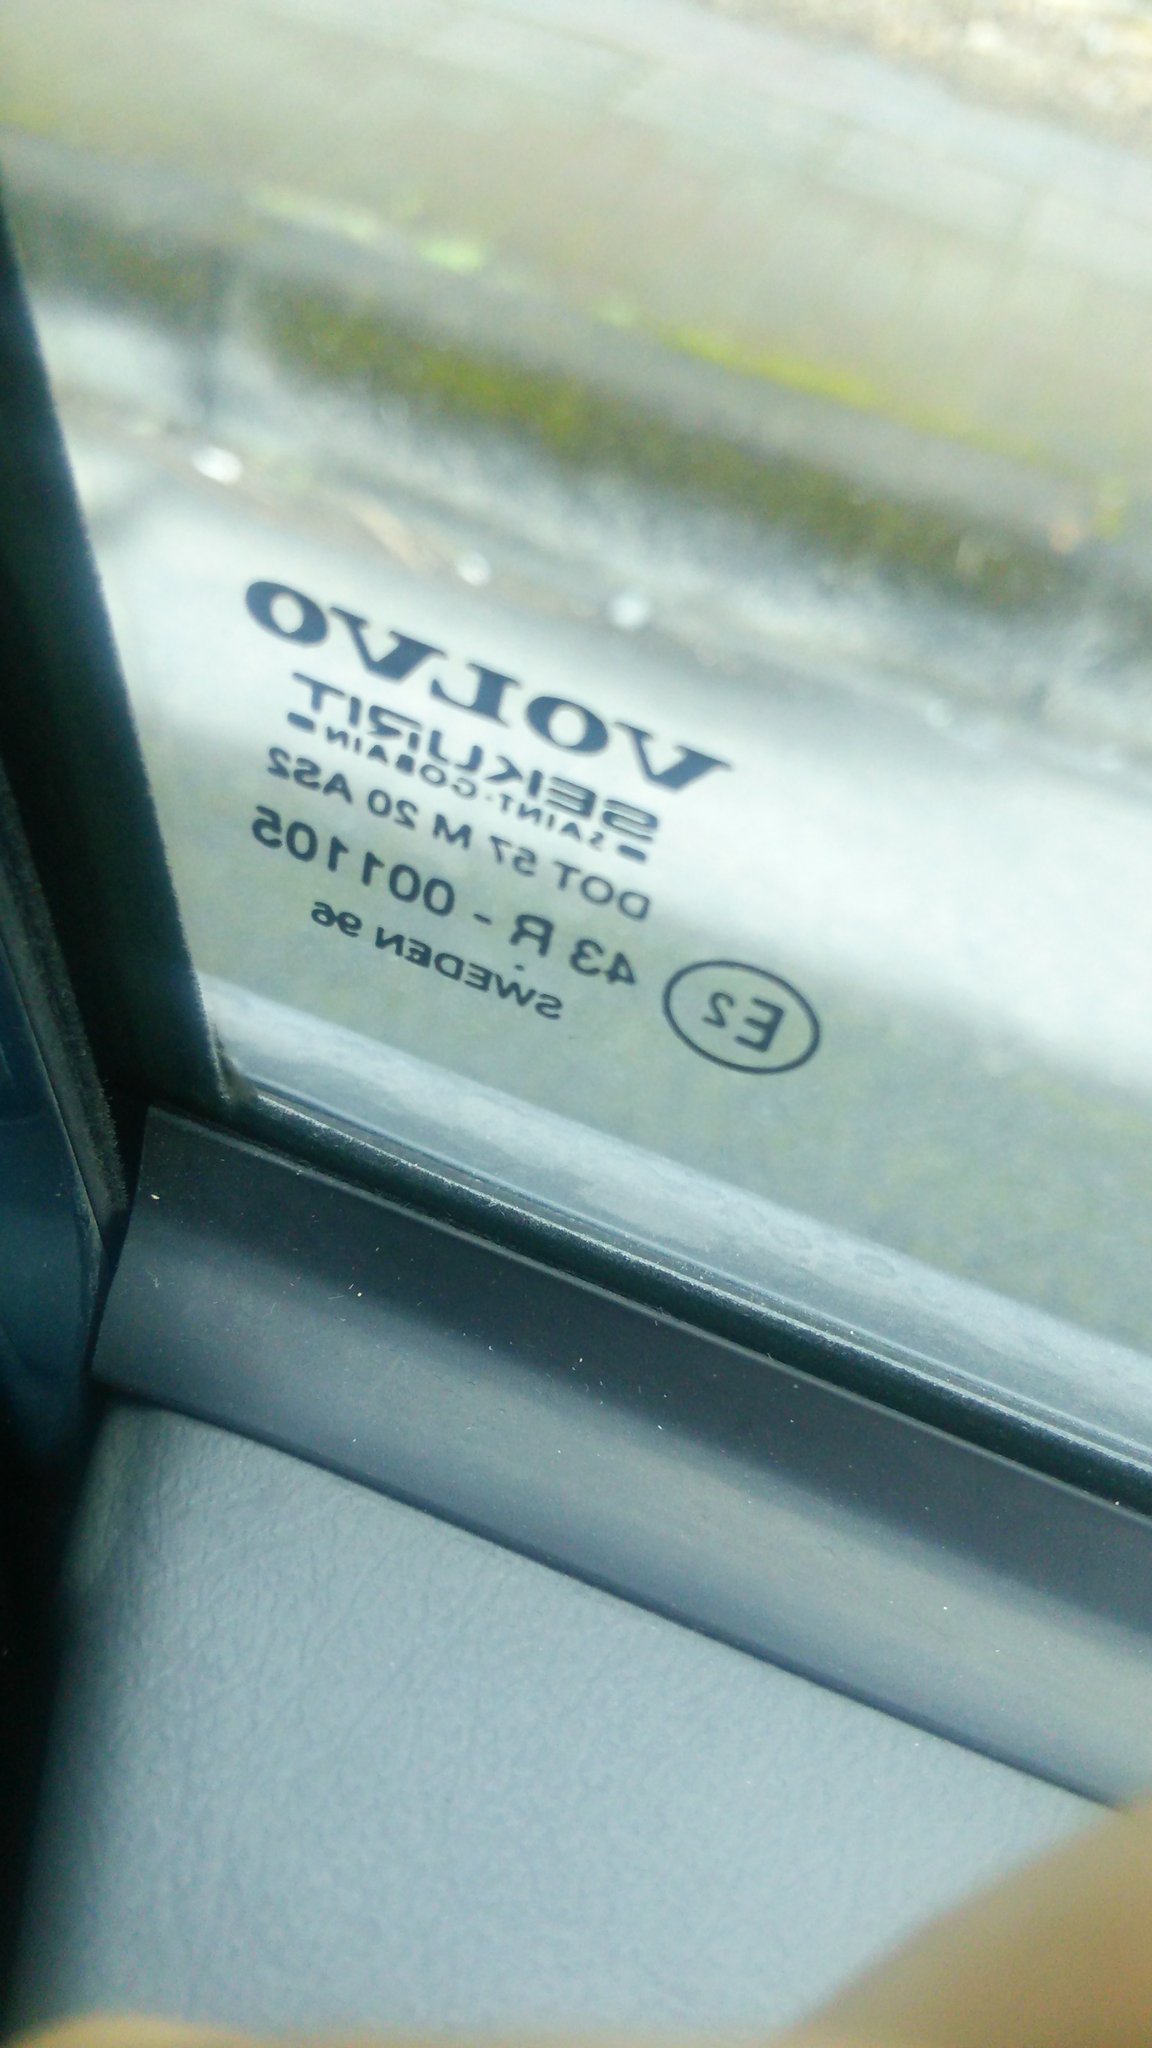 VOLVO
SEKURIT
SAINT-GOBAIN
DOT 57 M 20 AS2
E2 43 R - 001105
SWEDEN 96